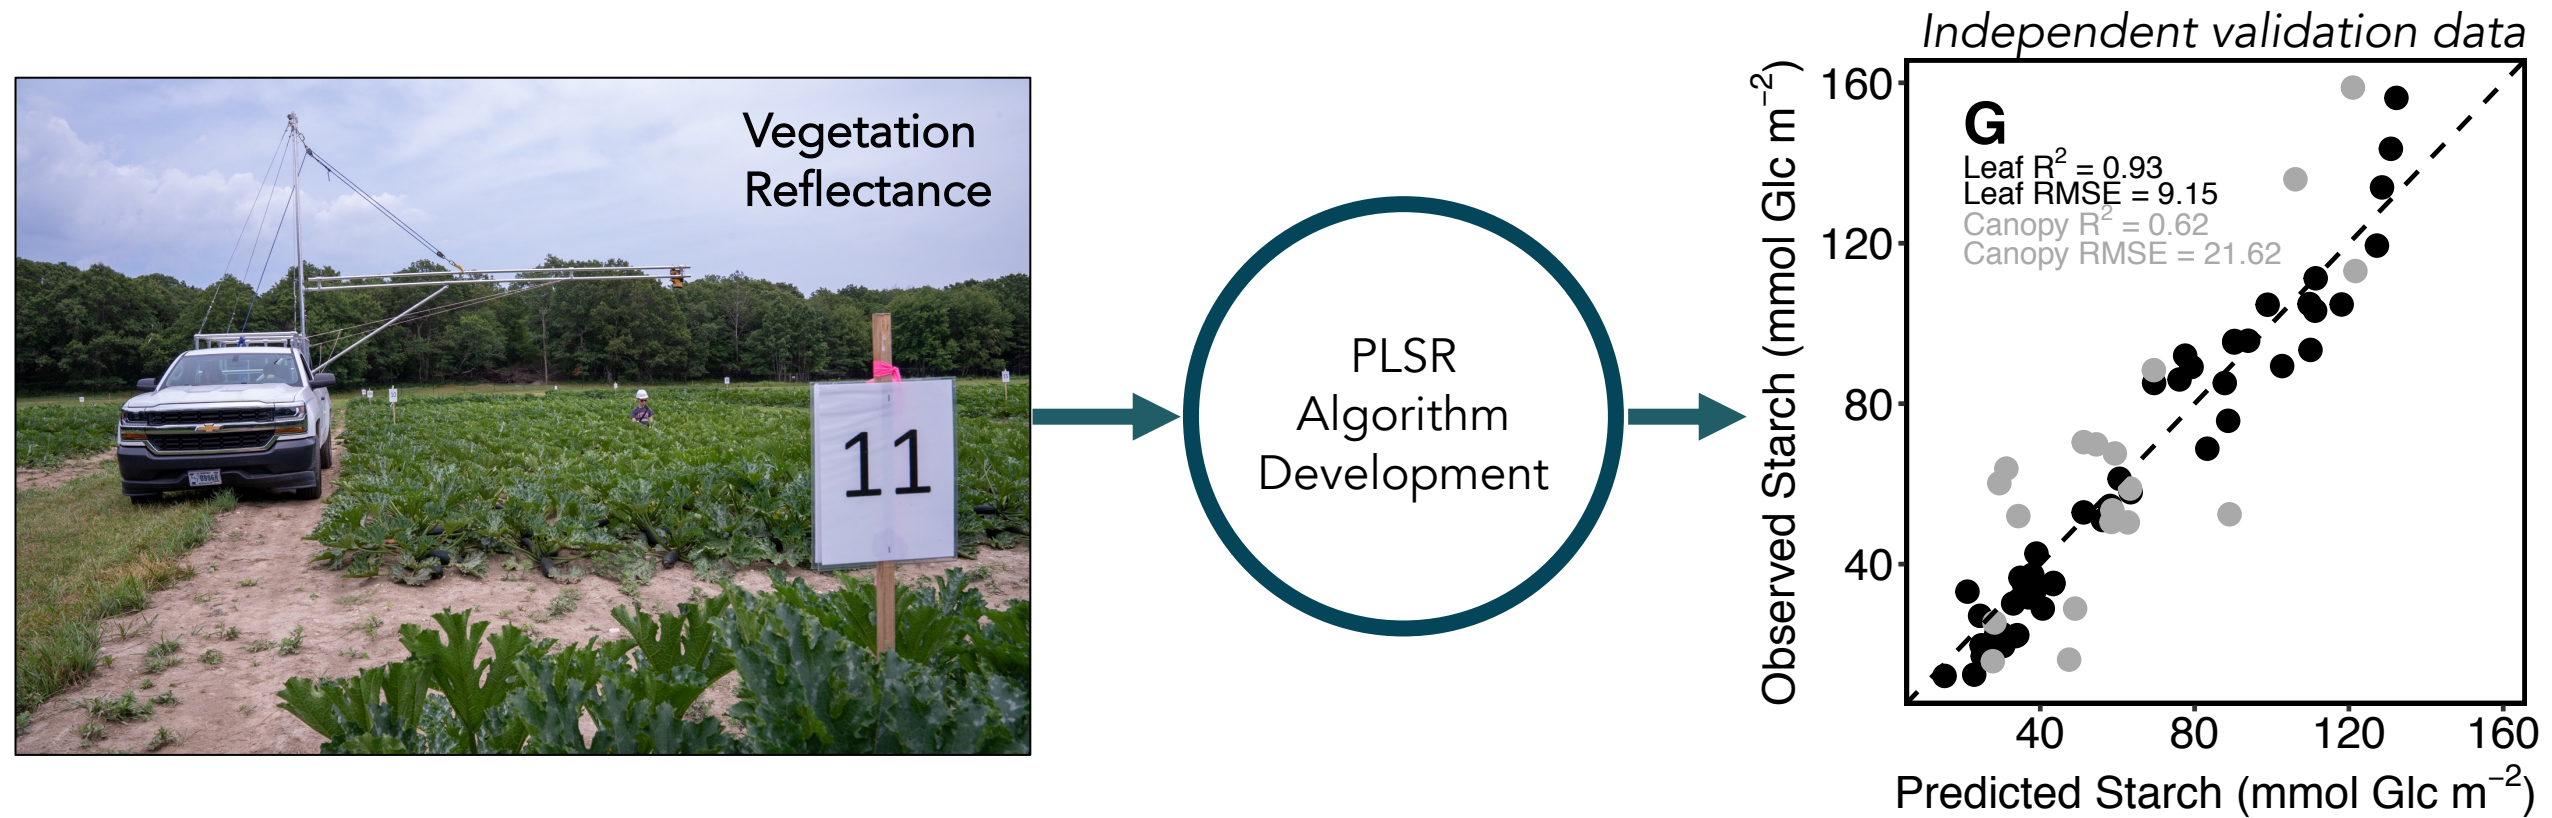 Vegetation
Reflectance
11
PLSR
Algorithm
Development
Independent validation data
G
Leaf R² = 0.93
Leaf RMSE = 9.15
Canopy R² = 0.62
Canopy RMSE = 21.62
Observed Starch (mmol Glc m⁻²)
160
120
80
40
40 80 120 160
Predicted Starch (mmol Glc m⁻²)